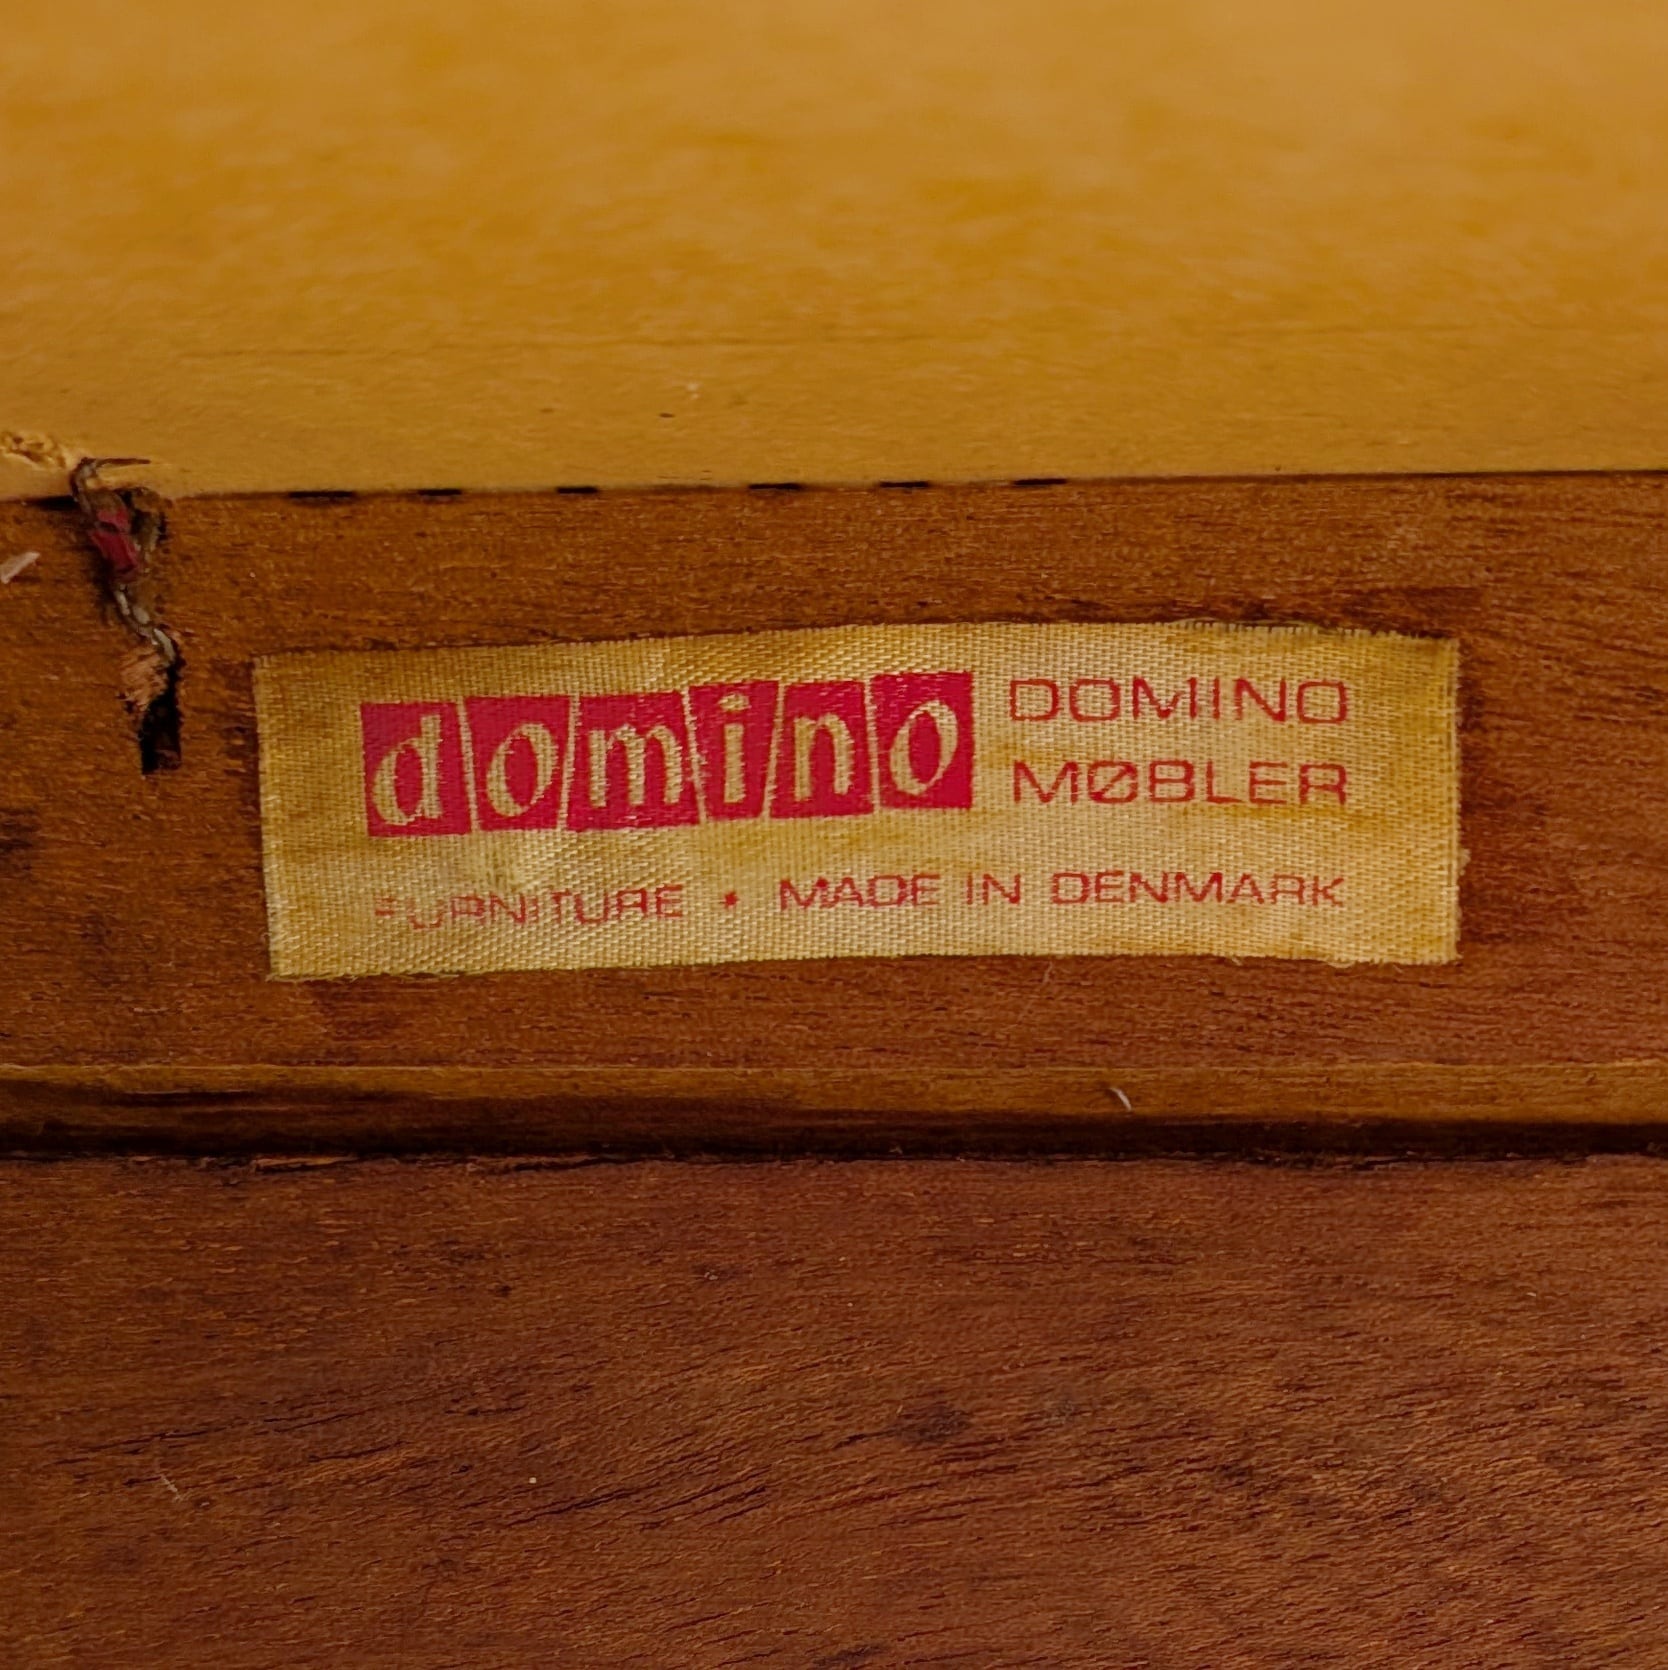 domino
DOMINO
MØBLER
FURNITURE * MADE IN DENMARK